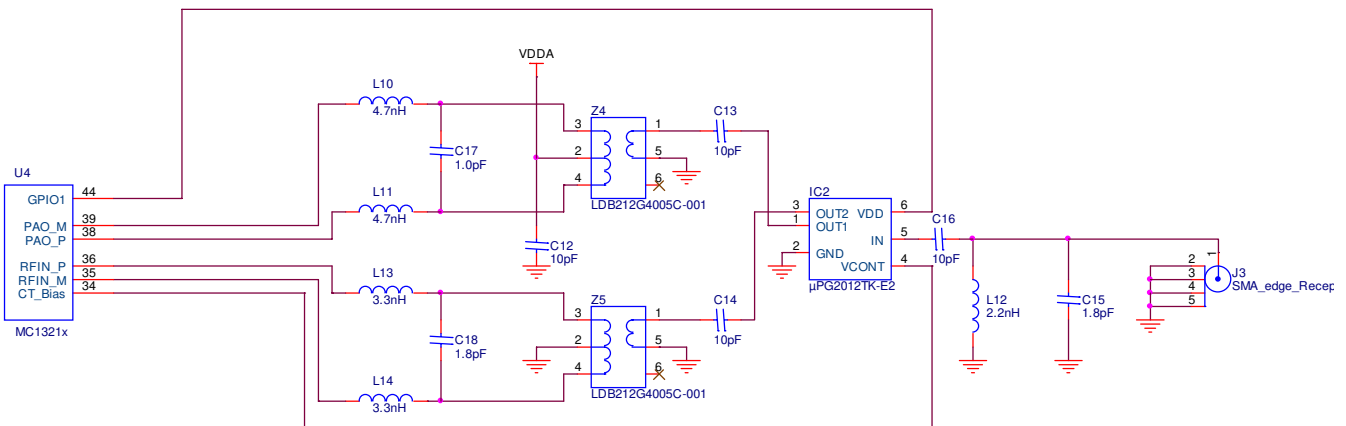 VDDA
L10
4.7nH
Z4
C13
3
1
C17
1.0pF
2
5
10pF
U4
L11
4
6
GPIO1
44
4.7nH
LDB212G4005C-001
IC2
PAO_M
39
3
OUT2
VDD
6
C16
PAO_P
38
1
OUT1
C12
10pF
IN
5
RFIN_P
36
2
GND
10pF
RFIN_M
35
L13
VCONT
4
CT_Bias
34
3.3nH
Z5
C14
µPG2012TK-E2
1
2
3
4
5
J3
SMA_edge_Recep
L12
2.2nH
C15
1.8pF
MC1321x
3
1
C18
1.8pF
2
5
10pF
L14
4
6
3.3nH
LDB212G4005C-001